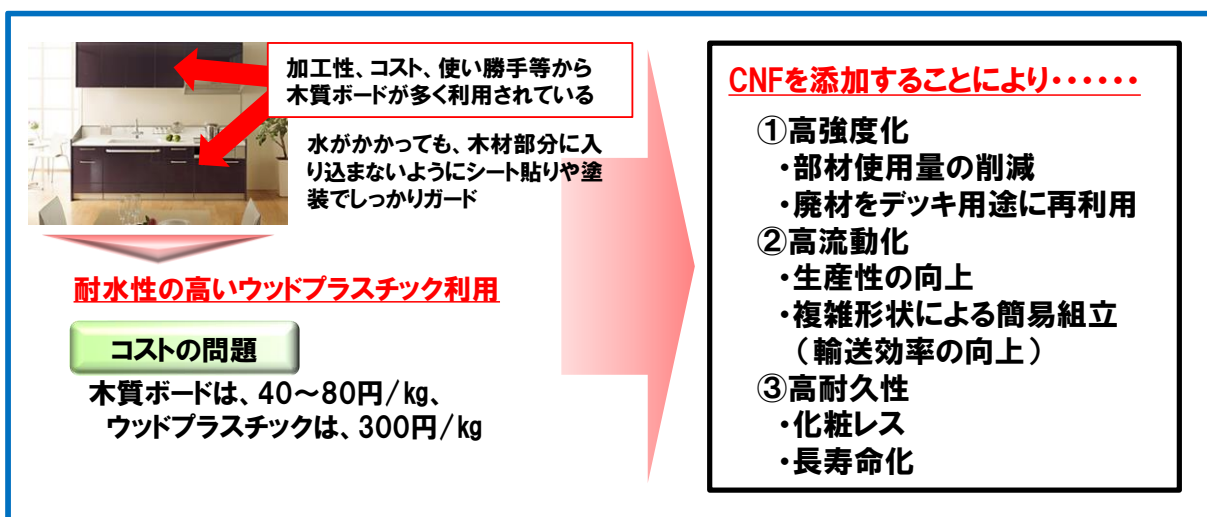 加工性、コスト、使い勝手等から
木質ボードが多く利用されている
水がかかっても、木材部分に入
り込まないようにシート貼りや塗
装でしっかりガード
耐水性の高いウッドプラスチック利用
コストの問題
木質ボードは、40～80円/kg、
ウッドプラスチックは、300円/kg
CNFを添加することにより・・・・・・
①高強度化
・部材使用量の削減
・廃材をデッキ用途に再利用
②高流動化
・生産性の向上
・複雑形状による簡易組立
（輸送効率の向上）
③高耐久性
・化粧レス
・長寿命化